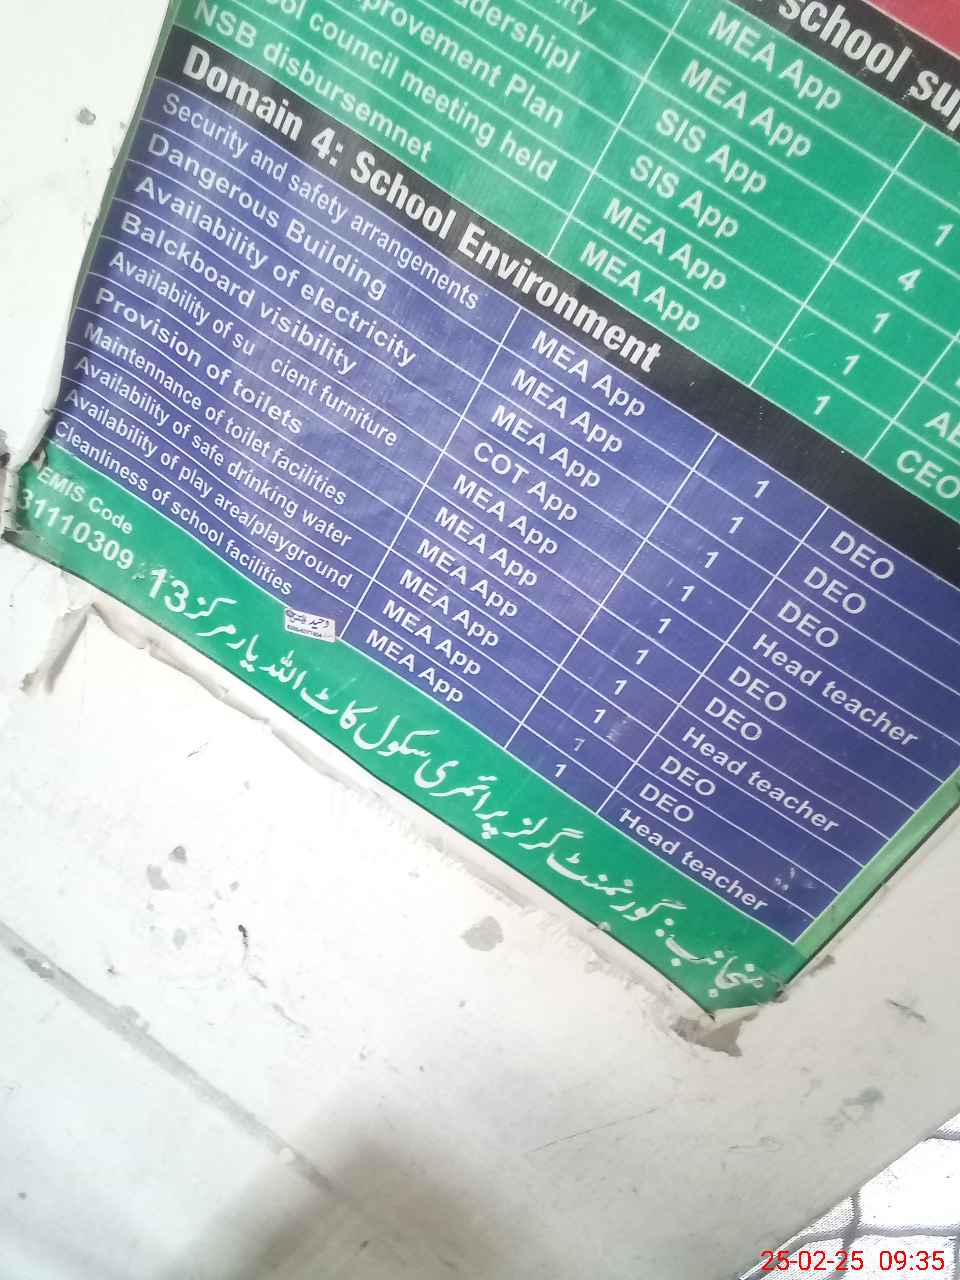 school
MEA App
MEA App
1
Improvement Plan
SIS App
4
council meeting held
SIS App
1
NSB disbursemnet
MEA App
1
MEA App
1
CEO
Domain 4: School Environment
Security and safety arrangements MEA App 1 DEO
Dangerous Building MEA App 1 DEO
Availability of electricity MEA App 1 DEO
Balckboard visibility COT App 1 Head teacher
Availability of su cient furniture MEA App 1 DEO
Provision of toilets MEA App 1 DEO
Maintennance of toilet facilities MEA App 1 Head teacher
Availability of safe drinking water MEA App 1 DEO
Availability of play area/playground MEA App 1 DEO
Cleanliness of school facilities MEA App 1 Head teacher
EMIS Code
31110309
منجانب: گورنمنٹ گرلز پرائمری سکول کاٹ اللہ یار مرکز 13
25-02-25 09:35